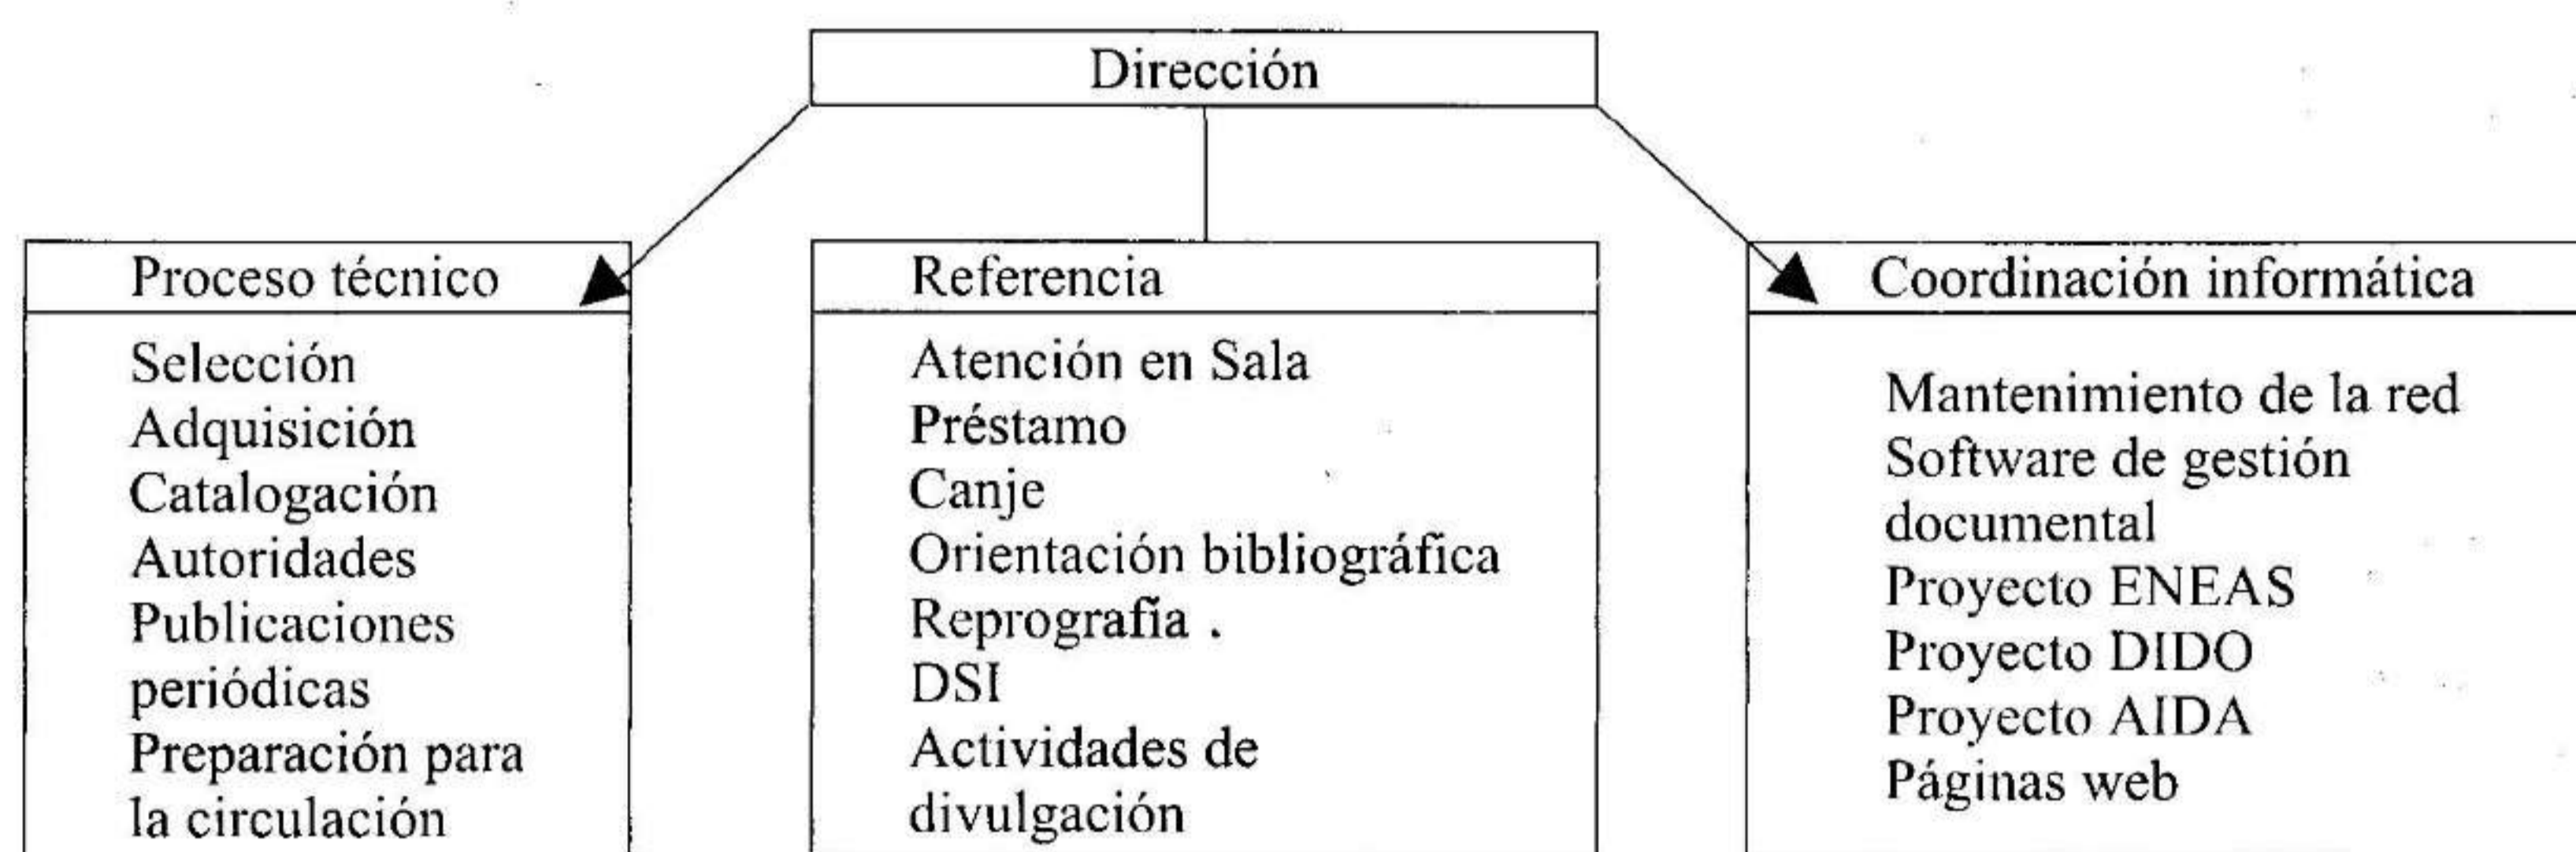 Dirección
Proceso técnico
Selección
Adquisición
Catalogación
Autoridades
Publicaciones
periódicas
Preparación para
la circulación
Referencia
Atención en Sala
Préstamo
Canje
Orientación bibliográfica
Reprografía .
DSI
Actividades de
divulgación
Coordinación informática
Mantenimiento de la red
Software de gestión
documental
Proyecto ENEAS
Proyecto DIDO
Proyecto AIDA
Páginas web